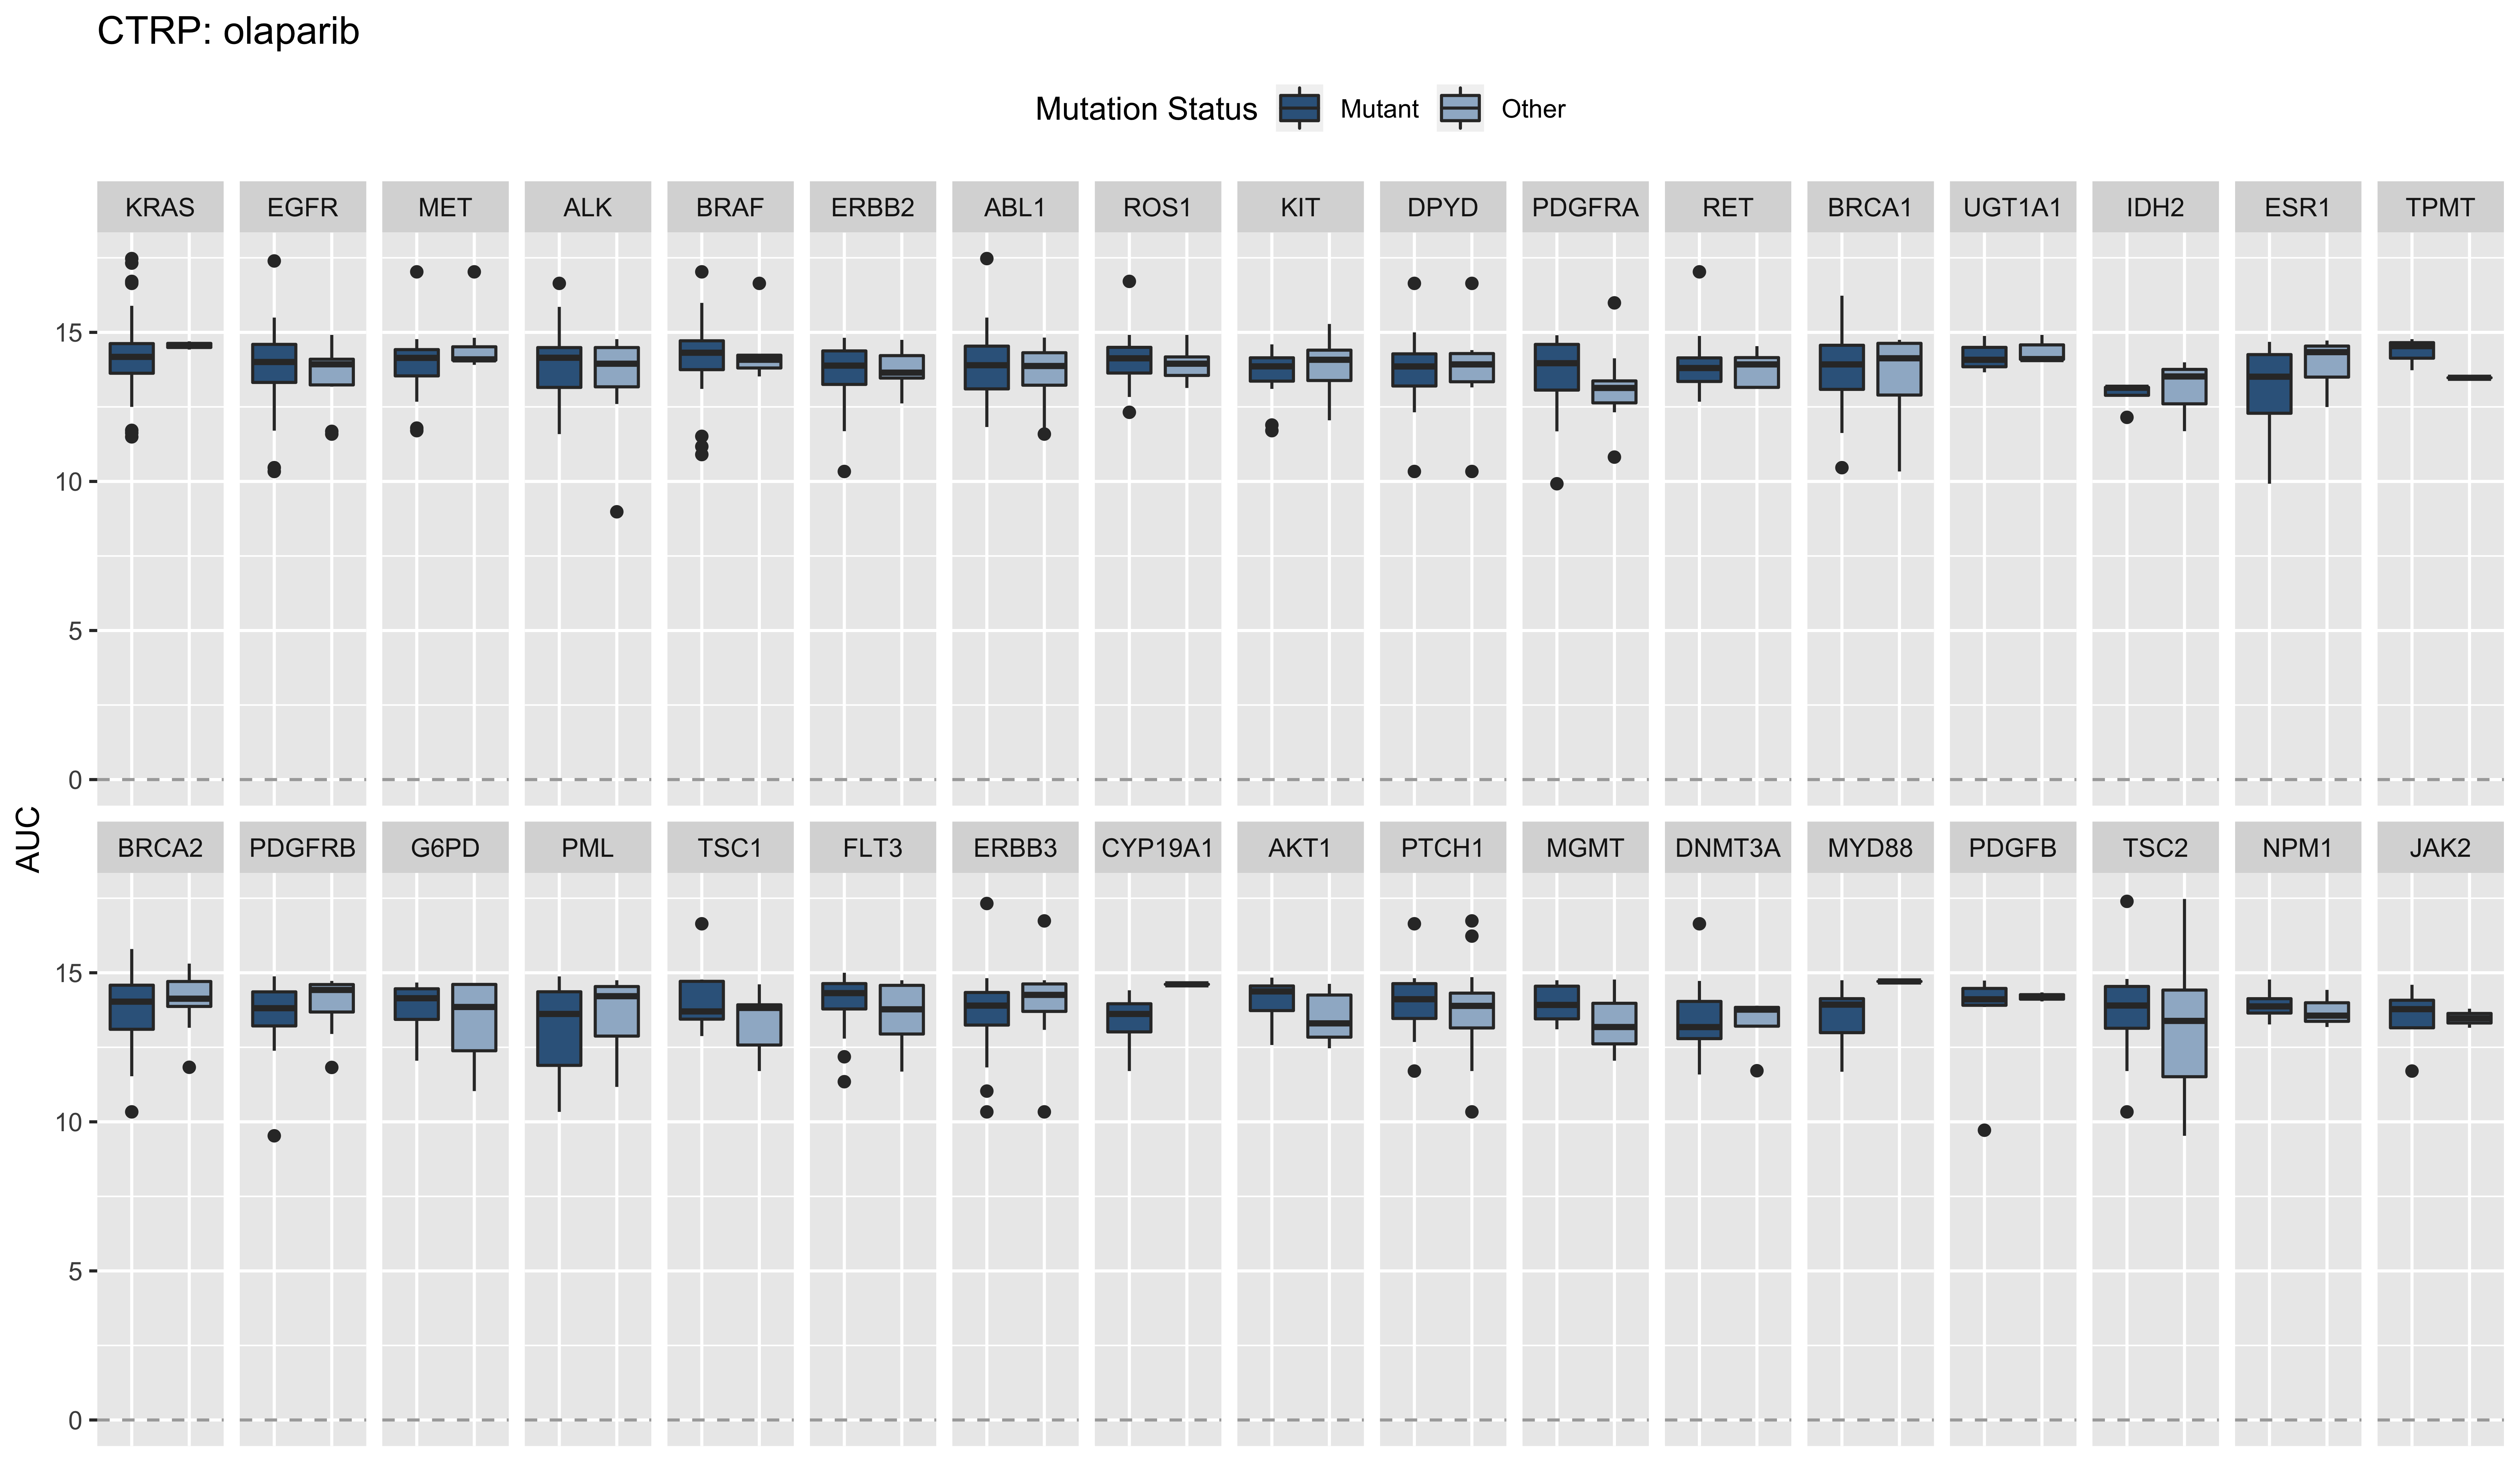 CTRP: olaparib
Mutation Status Mutant Other
KRAS EGFR MET ALK BRAF ERBB2 ABL1 ROS1 KIT DPYD PDGFRA RET BRCA1 UGT1A1 IDH2 ESR1 TPMT
15
10
5
0
AUC
BRCA2 PDGFRB G6PD PML TSC1 FLT3 ERBB3 CYP19A1 AKT1 PTCH1 MGMT DNMT3A MYD88 PDGFB TSC2 NPM1 JAK2
15
10
5
0